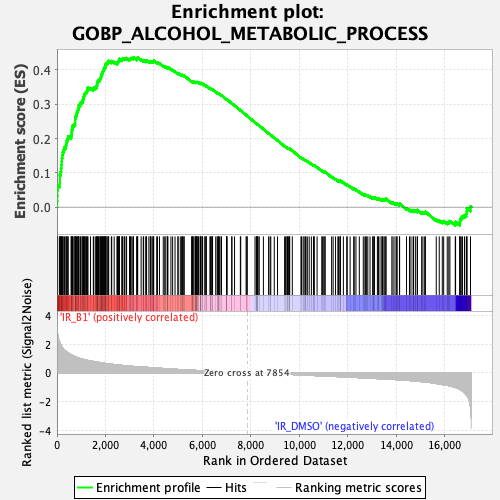 Enrichment plot:
GOBP_ALCOHOL_METABOLIC_PROCESS
Enrichment score (ES)
0.4
0.3
0.2
0.1
0.0
Ranked list metric (Signal2Noise)
4
2
0
-2
-4
'IR_B1' (positively correlated)
Zero cross at 7854
'IR_DMSO' (negatively correlated)
0
2,000
4,000
6,000
8,000
10,000
12,000
14,000
16,000
Rank in Ordered Dataset
Enrichment profile
Hits
Ranking metric scores